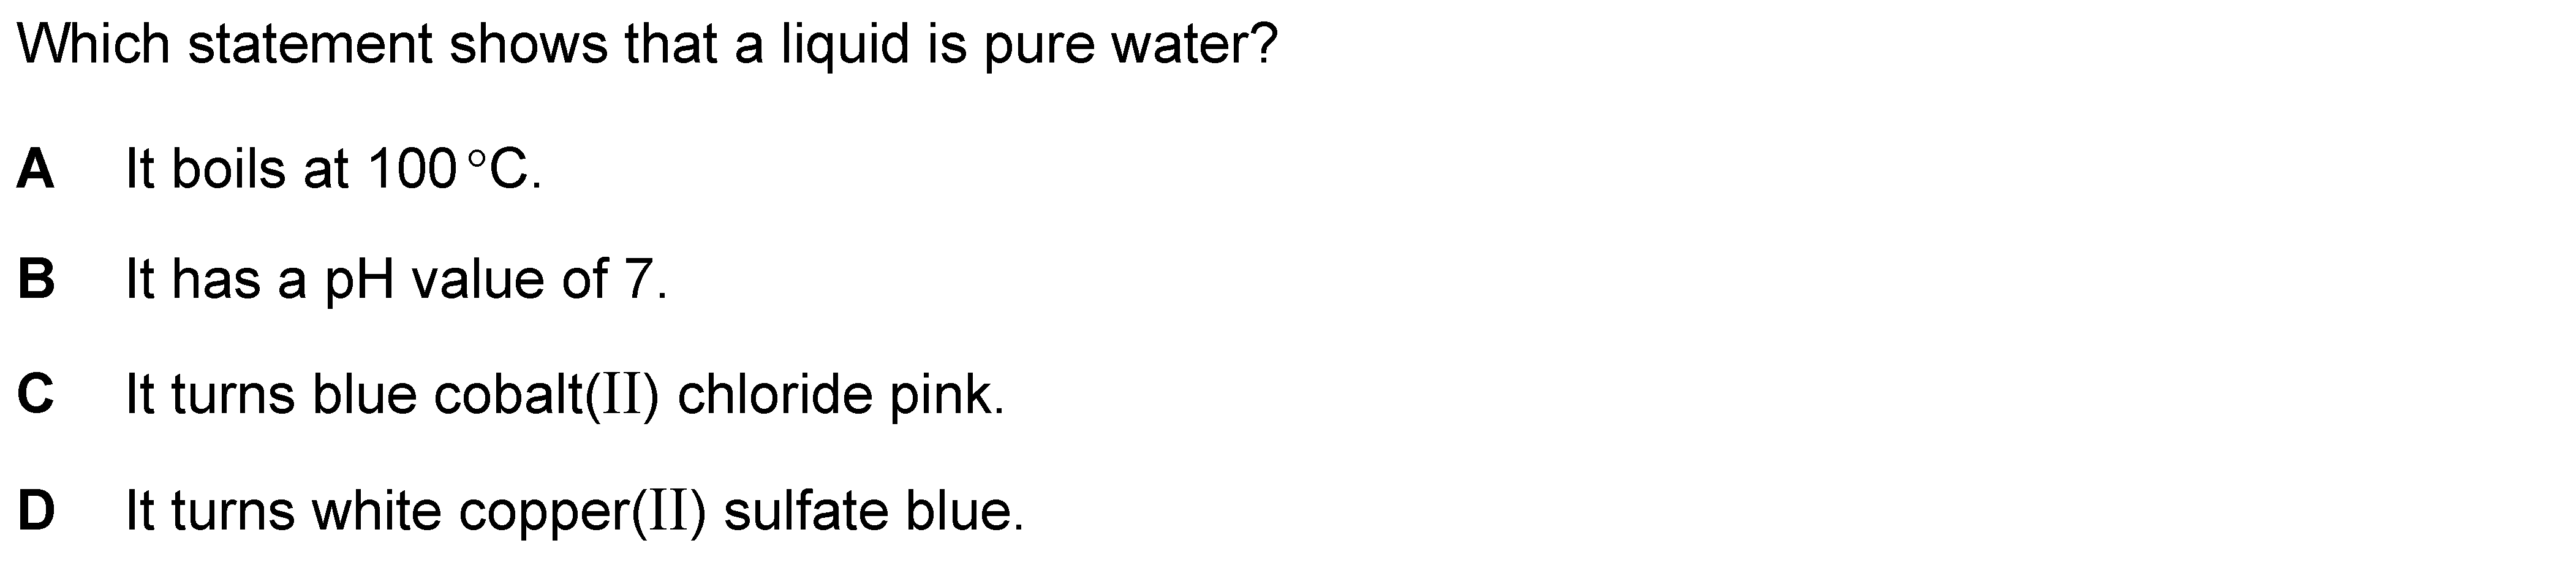 Which statement shows that a liquid is pure water?
A It boils at 100 °C.
B It has a pH value of 7.
C It turns blue cobalt(II) chloride pink.
D It turns white copper(II) sulfate blue.